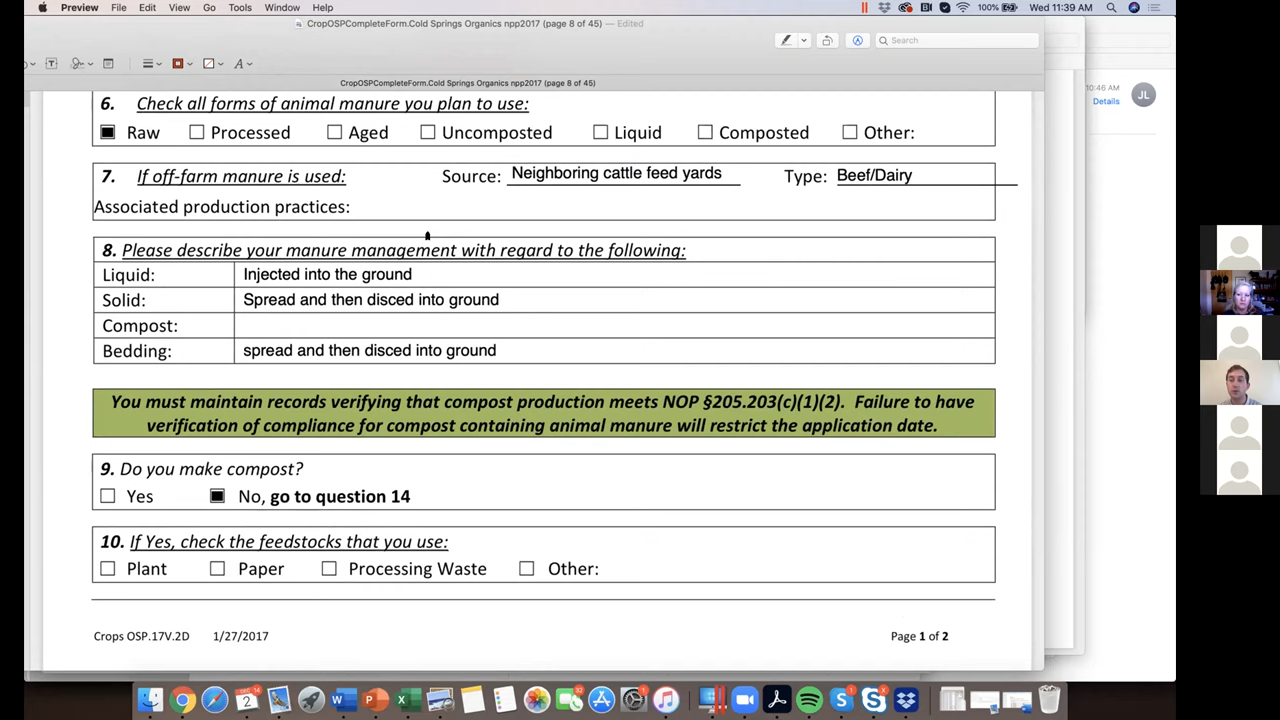 Preview File Edit View Go Tools Window Help 100% Wed 11:39 AM
CropOSPCompleteForm.Cold Springs Organics npp2017 (page 8 of 45) — Edited
Search
CropOSPCompleteForm.Cold Springs Organics npp2017 (page 8 of 45)
10:46 AM
Details
JL
6. Check all forms of animal manure you plan to use:
Raw Processed Aged Uncomposted Liquid Composted Other:
7. If off-farm manure is used: Source: Neighboring cattle feed yards Type: Beef/Dairy
Associated production practices:
8. Please describe your manure management with regard to the following:
Liquid: Injected into the ground
Solid: Spread and then disced into ground
Compost:
Bedding: spread and then disced into ground
You must maintain records verifying that compost production meets NOP §205.203(c)(1)(2). Failure to have
verification of compliance for compost containing animal manure will restrict the application date.
9. Do you make compost?
Yes No, go to question 14
10. If Yes, check the feedstocks that you use:
Plant Paper Processing Waste Other:
Crops OSP.17V.2D 1/27/2017 Page 1 of 2